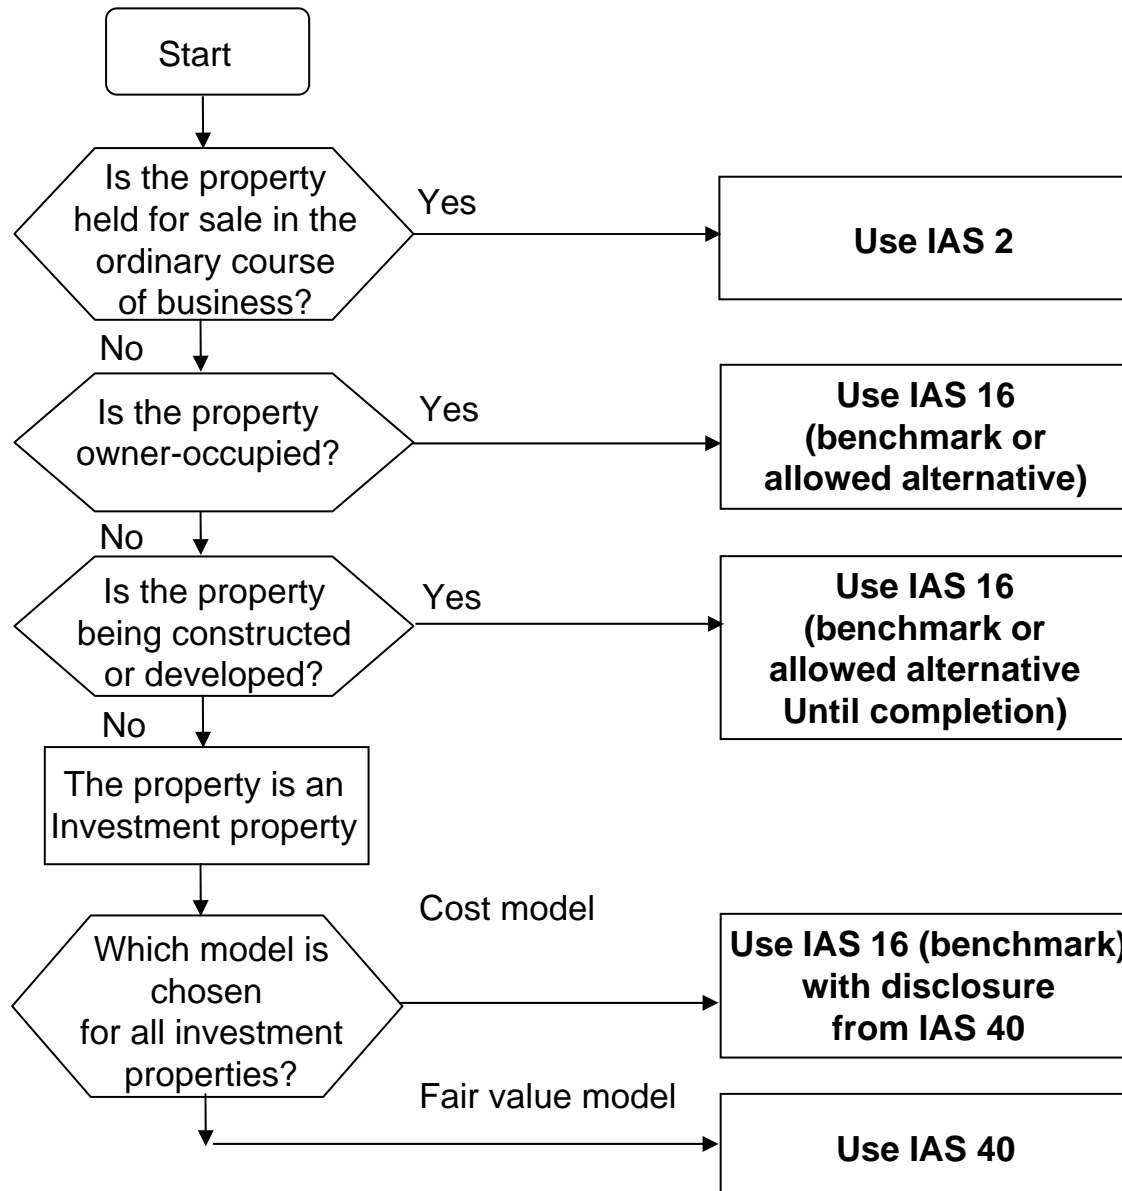 Start
Is the property
held for sale in the
ordinary course
of business?
Yes
Use IAS 2
No
Is the property
owner-occupied?
Yes
Use IAS 16
(benchmark or
allowed alternative)
No
Is the property
being constructed
or developed?
Yes
Use IAS 16
(benchmark or
allowed alternative
Until completion)
No
The property is an
Investment property
Which model is
chosen
for all investment
properties?
Cost model
Use IAS 16 (benchmark)
with disclosure
from IAS 40
Fair value model
Use IAS 40